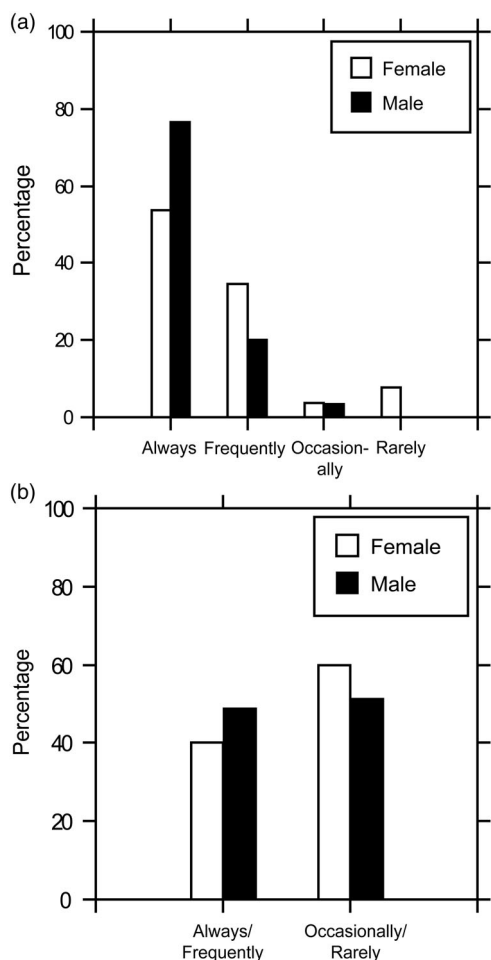 (a)
100
80
60
40
20
0
Percentage
Female
Male
Always Frequently Occasion-
ally Rarely
(b)
100
80
60
40
20
0
Percentage
Female
Male
Always/
Frequently
Occasionally/
Rarely